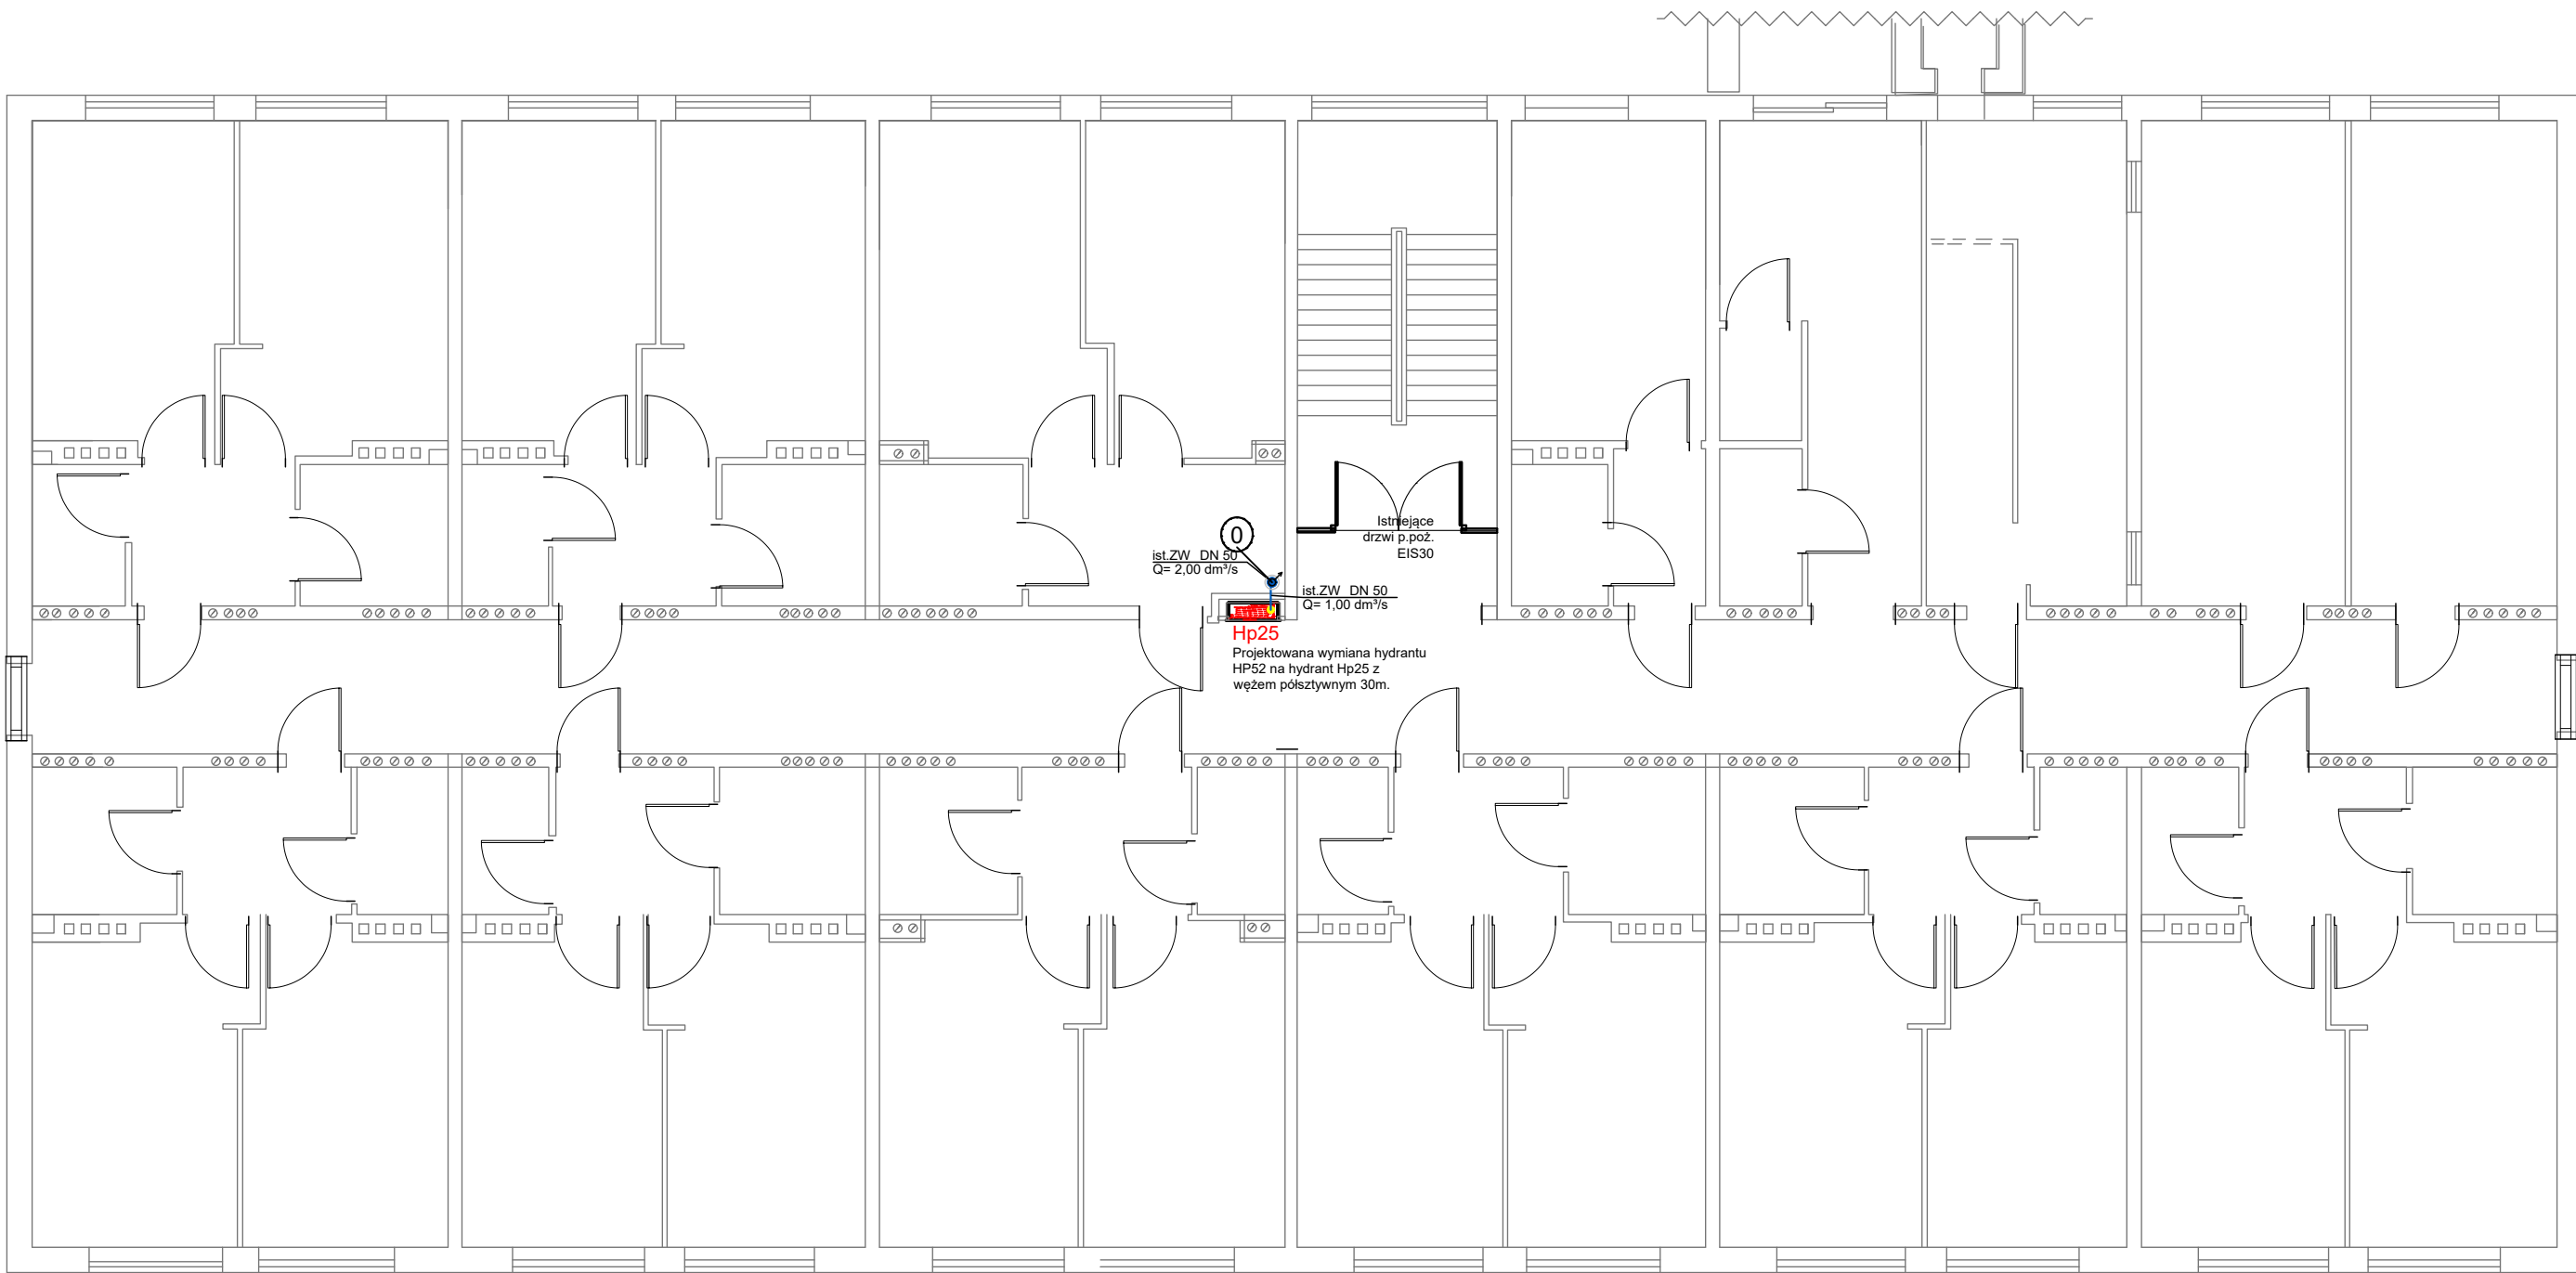 Istniejące
drzwi p.poż.
EIS30
0
ist.ZW DN 50
Q= 2,00 dm³/s
ist.ZW DN 50
Q= 1,00 dm³/s
Hp25
Projektowana wymiana hydrantu
HP52 na hydrant Hp25 z
wężem półsztywnym 30m.